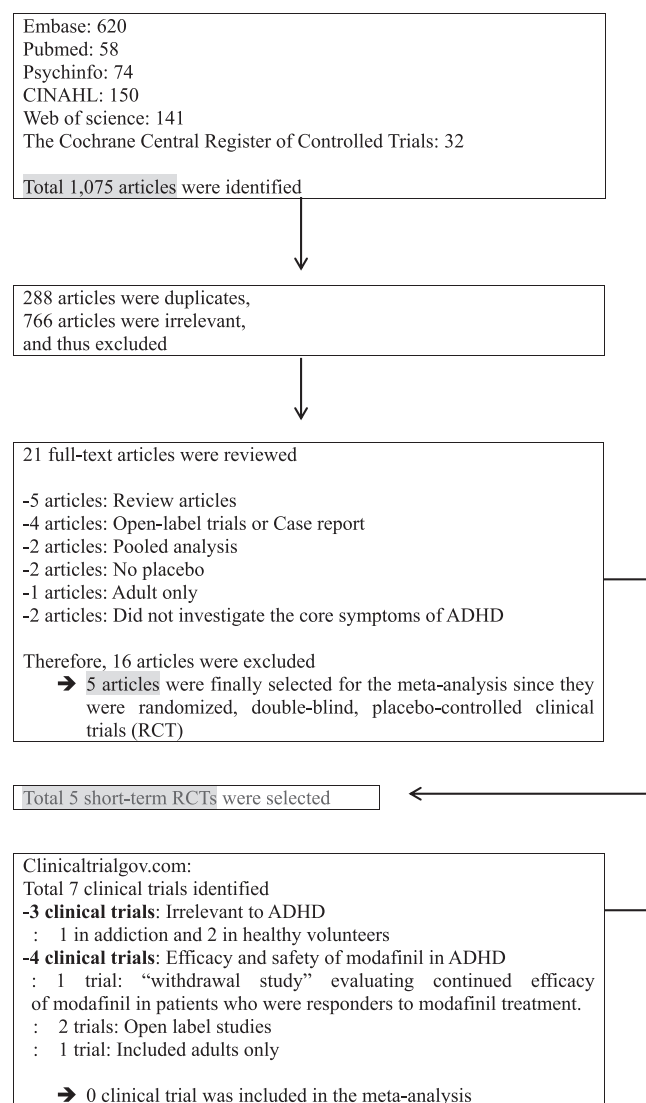 Embase: 620
Pubmed: 58
Psychinfo: 74
CINAHL: 150
Web of science: 141
The Cochrane Central Register of Controlled Trials: 32
Total 1,075 articles were identified
288 articles were duplicates,
766 articles were irrelevant,
and thus excluded
21 full-text articles were reviewed
-5 articles: Review articles
-4 articles: Open-label trials or Case report
-2 articles: Pooled analysis
-2 articles: No placebo
-1 articles: Adult only
-2 articles: Did not investigate the core symptoms of ADHD
Therefore, 16 articles were excluded
➔ 5 articles were finally selected for the meta-analysis since they
were randomized, double-blind, placebo-controlled clinical
trials (RCT)
Total 5 short-term RCTs were selected
Clinicaltrialgov.com:
Total 7 clinical trials identified
-3 clinical trials: Irrelevant to ADHD
: 1 in addiction and 2 in healthy volunteers
-4 clinical trials: Efficacy and safety of modafinil in ADHD
: 1 trial: “withdrawal study” evaluating continued efficacy
of modafinil in patients who were responders to modafinil treatment.
: 2 trials: Open label studies
: 1 trial: Included adults only
➔ 0 clinical trial was included in the meta-analysis